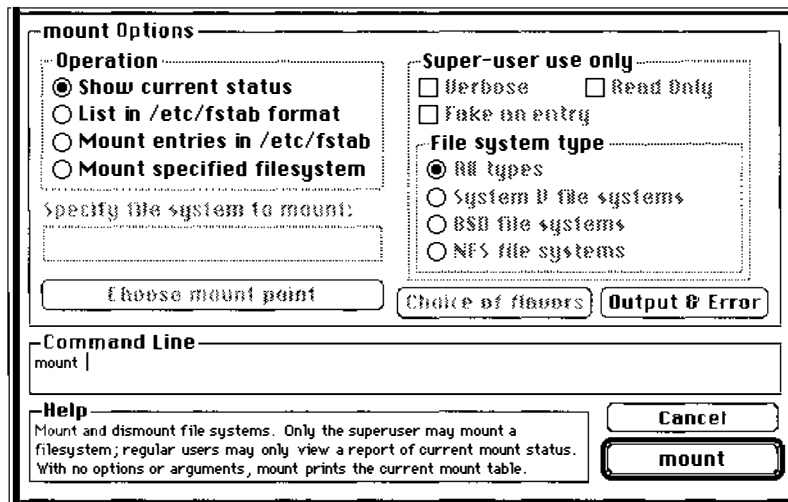 mount Options
Operation
Show current status
List in /etc/fstab format
Mount entries in /etc/fstab
Mount specified filesystem
Specify file system to mount:
Choose mount point
Super-user use only
Verbose Read Only
Fake an entry
File system type
All types
System V file systems
BSD file systems
NFS file systems
Choice of flavors Output & Error
Command Line
mount
Help
Mount and dismount file systems. Only the superuser may mount a
filesystem; regular users may only view a report of current mount status.
With no options or arguments, mount prints the current mount table.
Cancel
mount